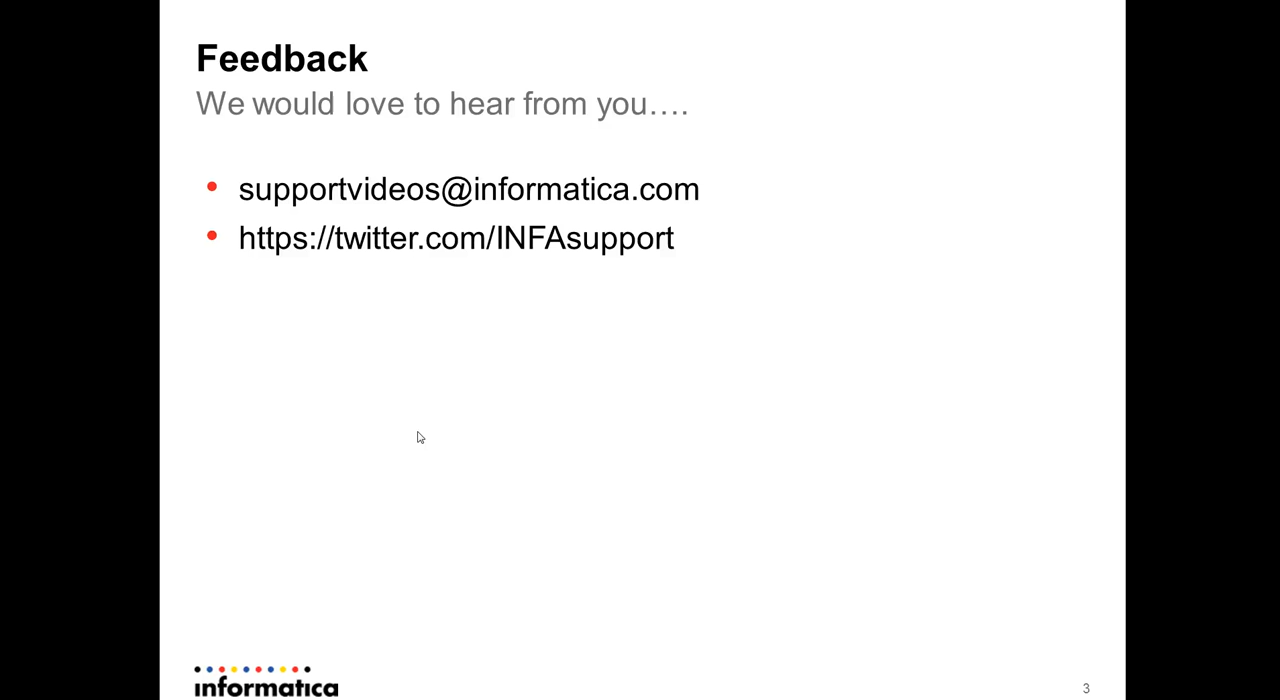 Feedback
We would love to hear from you….
• supportvideos@informatica.com
• https://twitter.com/INFAsupport
informatica
3